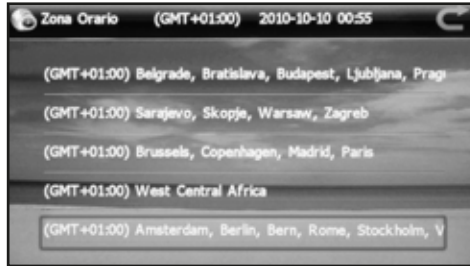 Zona Orario (GMT+01:00) 2010-10-10 00:55
(GMT+01:00) Belgrade, Bratislava, Budapest, Ljubljana, Pragu
(GMT+01:00) Sarajevo, Skopje, Warsaw, Zagreb
(GMT+01:00) Brussels, Copenhagen, Madrid, Paris
(GMT+01:00) West Central Africa
(GMT+01:00) Amsterdam, Berlin, Bern, Rome, Stockholm, V